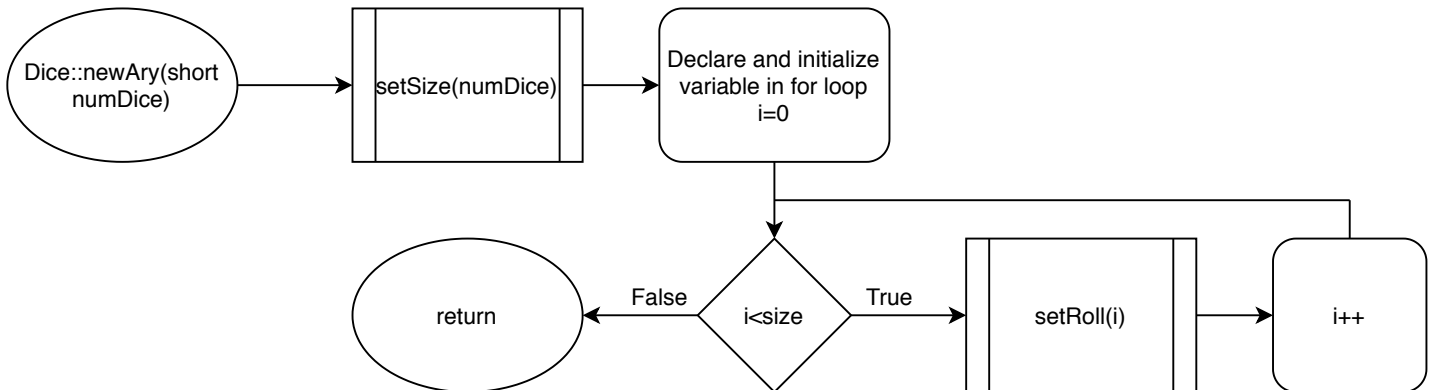 Dice::newAry(short
numDice)
setSize(numDice)
Declare and initialize
variable in for loop
i=0
return
False
i<size
True
setRoll(i)
i++